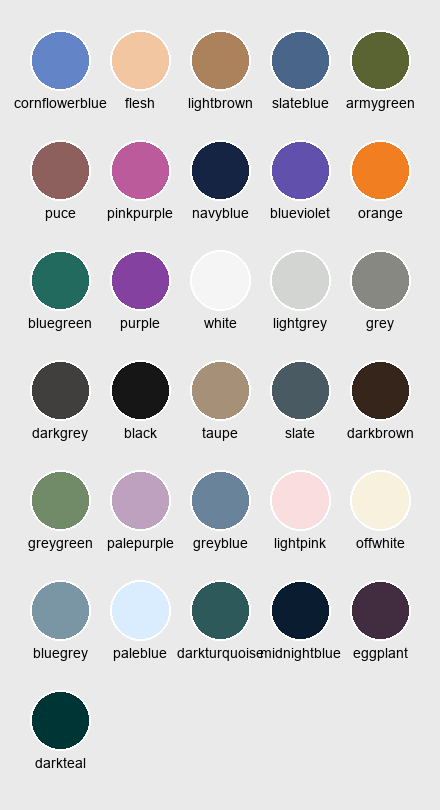 cornflowerblue flesh lightbrown slateblue armygreen
puce pinkpurple navyblue blueviolet orange
bluegreen purple white lightgrey grey
darkgrey black taupe slate darkbrown
greygreen palepurple greyblue lightpink offwhite
bluegrey paleblue darkturquoise midnightblue eggplant
darkteal